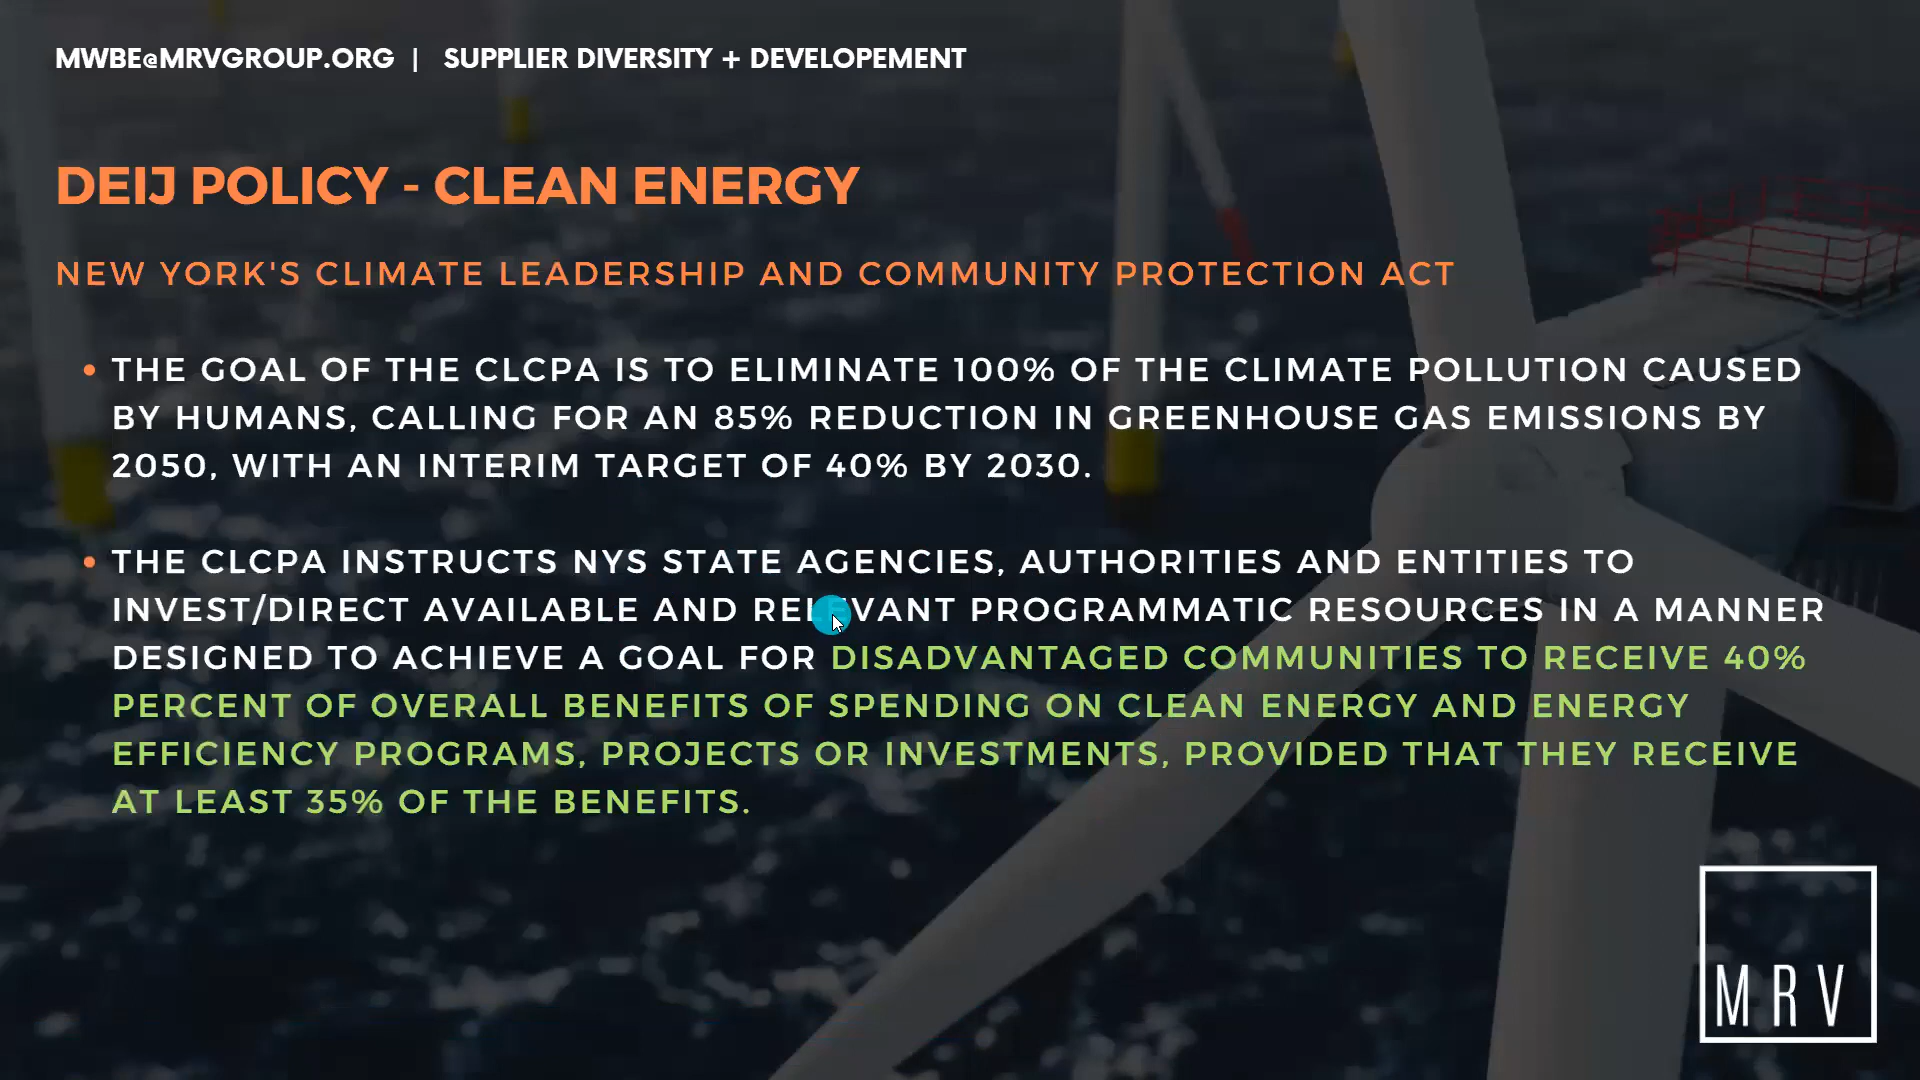 MWBE@MRVGROUP.ORG | SUPPLIER DIVERSITY + DEVELOPEMENT
DEIJ POLICY - CLEAN ENERGY
NEW YORK'S CLIMATE LEADERSHIP AND COMMUNITY PROTECTION ACT
• THE GOAL OF THE CLCPA IS TO ELIMINATE 100% OF THE CLIMATE POLLUTION CAUSED
BY HUMANS, CALLING FOR AN 85% REDUCTION IN GREENHOUSE GAS EMISSIONS BY
2050, WITH AN INTERIM TARGET OF 40% BY 2030.
• THE CLCPA INSTRUCTS NYS STATE AGENCIES, AUTHORITIES AND ENTITIES TO
INVEST/DIRECT AVAILABLE AND RELEVANT PROGRAMMATIC RESOURCES IN A MANNER
DESIGNED TO ACHIEVE A GOAL FOR DISADVANTAGED COMMUNITIES TO RECEIVE 40%
PERCENT OF OVERALL BENEFITS OF SPENDING ON CLEAN ENERGY AND ENERGY
EFFICIENCY PROGRAMS, PROJECTS OR INVESTMENTS, PROVIDED THAT THEY RECEIVE
AT LEAST 35% OF THE BENEFITS.
MRV